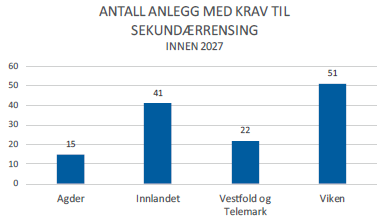 ANTALL ANLEGG MED KRAV TIL
SEKUNDÆRRENSING
INNEN 2027
60
50
40
30
20
10
0
15
41
22
51
Agder
Innlandet
Vestfold og
Telemark
Viken